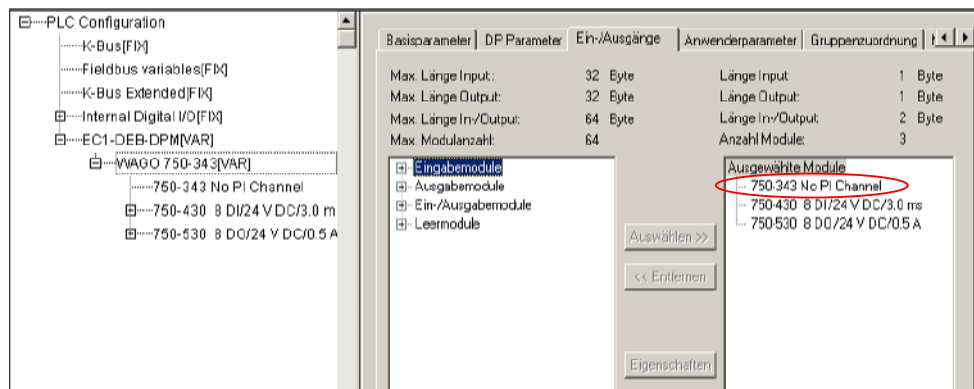 PLC Configuration
K-Bus[FIX]
Fieldbus variables[FIX]
K-Bus Extended[FIX]
Internal Digital I/O[FIX]
EC1-DEB-DPM[VAR]
WAGO 750-343[VAR]
750-343 No PI Channel
750-430 8 DI/24 V DC/3.0 m
750-530 8 DO/24 V DC/0.5 A
Basisparameter DP Parameter Ein-/Ausgänge Anwenderparameter Gruppenzuordnung
Max. Länge Input: 32 Byte Länge Input 1 Byte
Max. Länge Output: 32 Byte Länge Output: 1 Byte
Max. Länge In-/Output: 64 Byte Länge In-/Output: 2 Byte
Max. Modulanzahl: 64 Anzahl Module: 3
Eingabemodule
Ausgabemodule
Ein-/Ausgabemodule
Leermodule
Auswählen >>
<< Entfernen
Eigenschaften
Ausgewählte Module
750-343 No PI Channel
750-430 8 DI/24 V DC/3.0 ms
750-530 8 DO/24 V DC/0.5 A